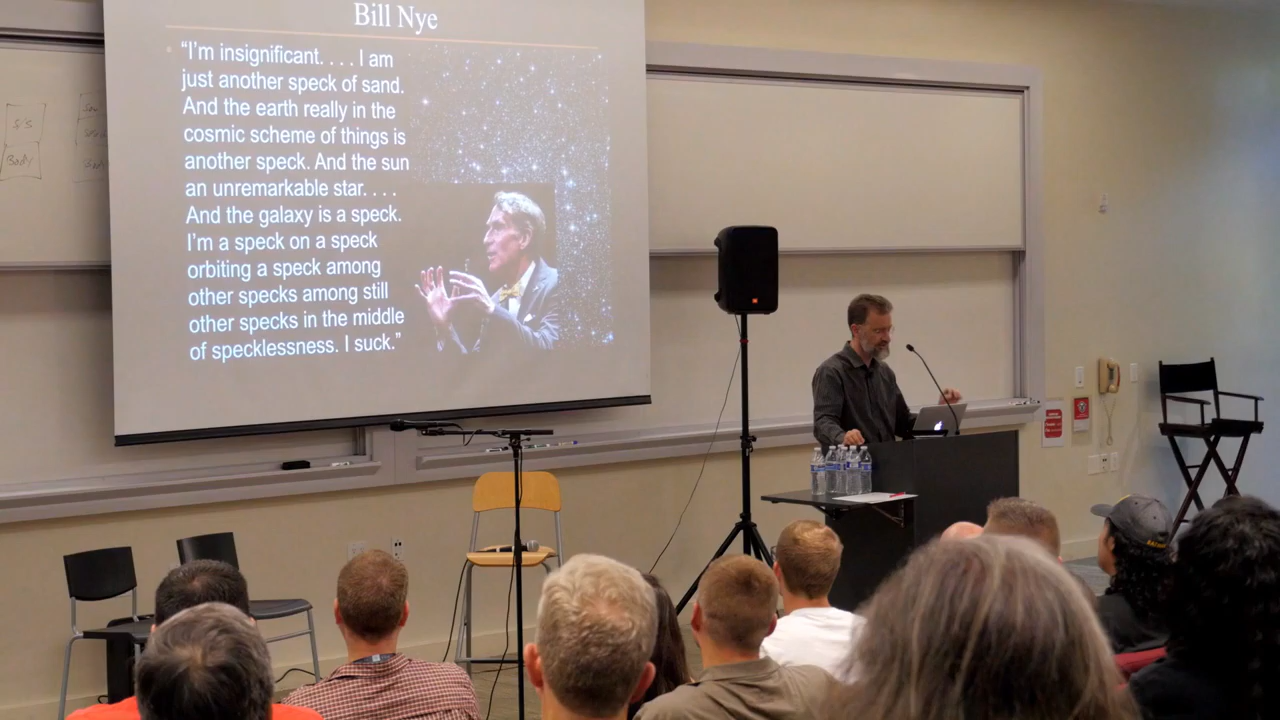 Bill Nye
“I’m insignificant. . . . I am
just another speck of sand.
And the earth really in the
cosmic scheme of things is
another speck. And the sun
an unremarkable star. . . .
And the galaxy is a speck.
I’m a speck on a speck
orbiting a speck among
other specks among still
other specks in the middle
of specklessness. I suck.”
Body